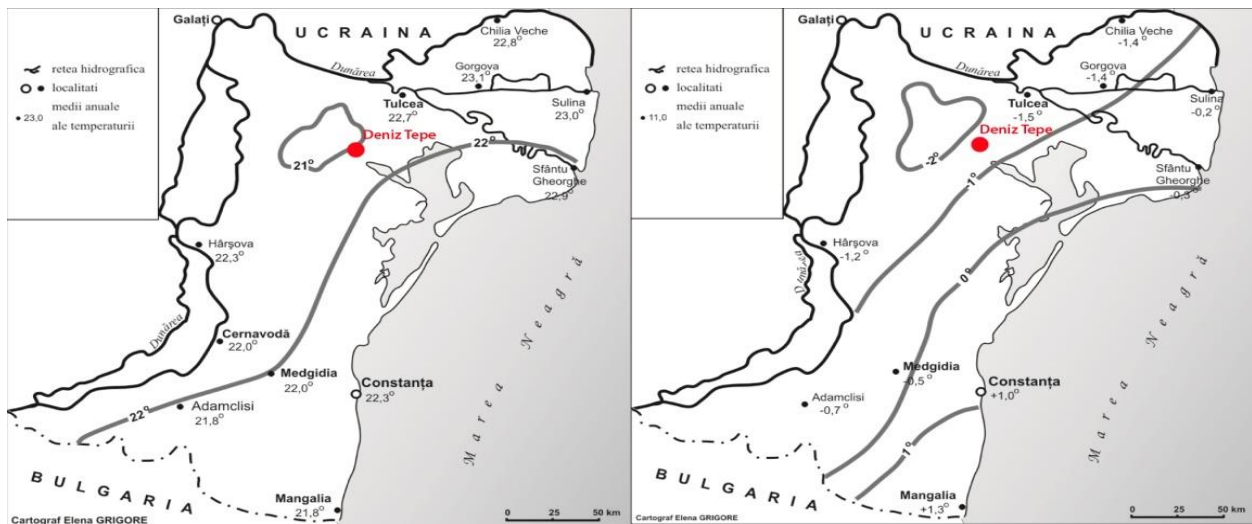 Galați
UCRAINA
Chilia Veche
22,8°
Dunărea
Gorgova
23,1°
retea hidrografica
localitati
medii anuale
23,0
ale temperaturii
Tulcea
22,7°
Sulina
23,0°
Deniz Tepe
21°
22°
Sfântu
Gheorghe
22,9°
Hârșova
22,3°
Dunărea
Cernavodă
22,0°
Medgidia
22,0°
Constanța
22,3°
22°
Adamclisi
21,8°
Marea Neagră
BULGARIA
Mangalia
21,8°
Cartograf Elena GRIGORE
0 25 50 km
Galați
UCRAINA
Chilia Veche
-1,4°
Dunărea
Gorgova
-1,4°
retea hidrografica
localitati
medii anuale
11,0
ale temperaturii
Tulcea
-1,5°
Sulina
-0,2°
Deniz Tepe
-2°
-1°
Sfântu
Gheorghe
-0,3°
Hârșova
-1,2°
Dunărea
0°
Medgidia
-0,5°
Constanța
+1,0°
Adamclisi
-0,7°
1°
Marea Neagră
BULGARIA
Mangalia
+1,3°
Cartograf Elena GRIGORE
0 25 50 km